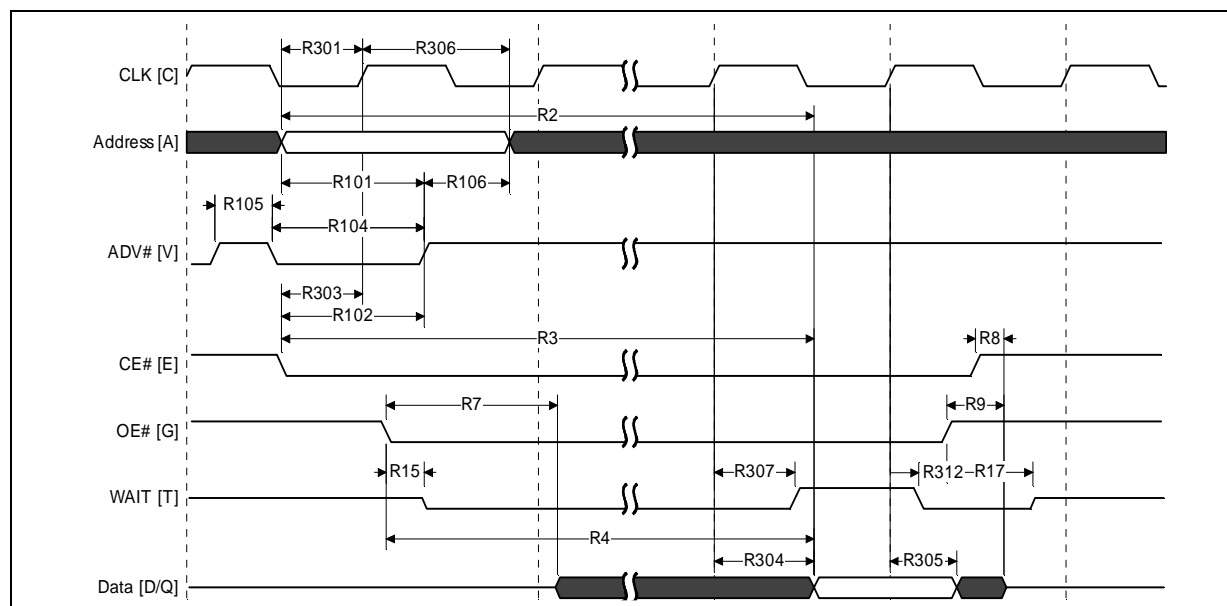 R301 R306
CLK [C]
R2
Address [A]
R101 R106
R105
R104
ADV# [V]
R303
R102
R3
R8
CE# [E]
R7
R9
OE# [G]
R15
R307
R312 R17
WAIT [T]
R4
R304 R305
Data [D/Q]